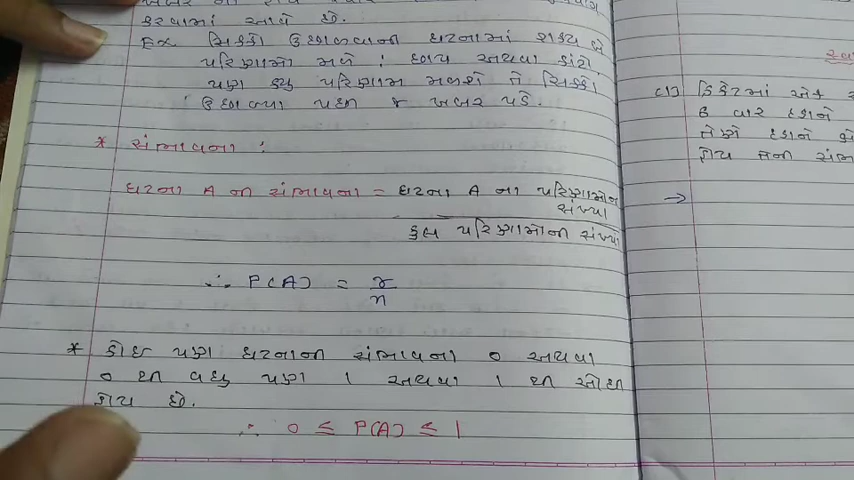 કરવામાં આવે છે.
Ex સિક્કો ઉછાળવાની ઘટનામાં શક્ય બે
પરિણામો મળે : છાપ અથવા કાંટો.
પણ કયુ પરિણામ મળશે તે સિક્કો
ઉછાળ્યા પછી જ ખબર પડે.
* સંભાવના :
ઘટના A ની સંભાવના = ઘટના A ના પરિણામોની
સંખ્યા
કુલ પરિણામોની સંખ્યા
∴ P(A) = r
n
* કોઇ પણ ઘટનાની સંભાવના 0 અથવા
0 થી વધુ પણ 1 અથવા 1 થી ઓછી
હોય છે.
∴ 0 ≤ P(A) ≤ 1
(1) ક્રિકેટમાં એક
8 વાર દડાને
તેણે દડાને
હોય તેની
→